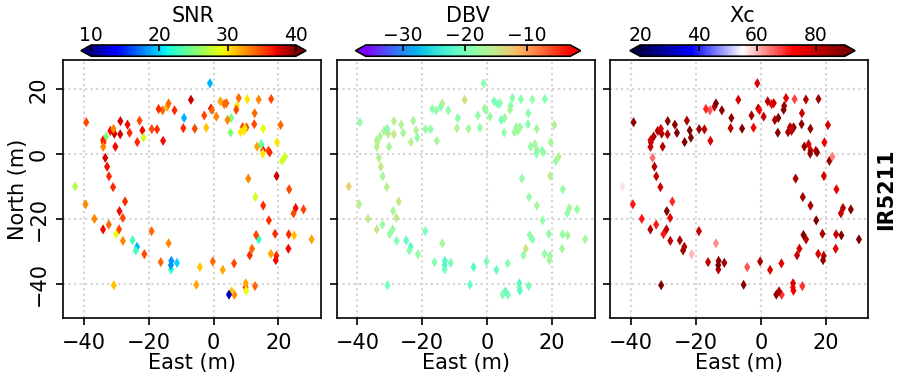 SNR DBV Xc
10 20 30 40 −30 −20 −10 20 40 60 80
20
0
−20
−40
North (m)
−40 −20 0 20 −40 −20 0 20 −40 −20 0 20
East (m) East (m) East (m)
IR5211